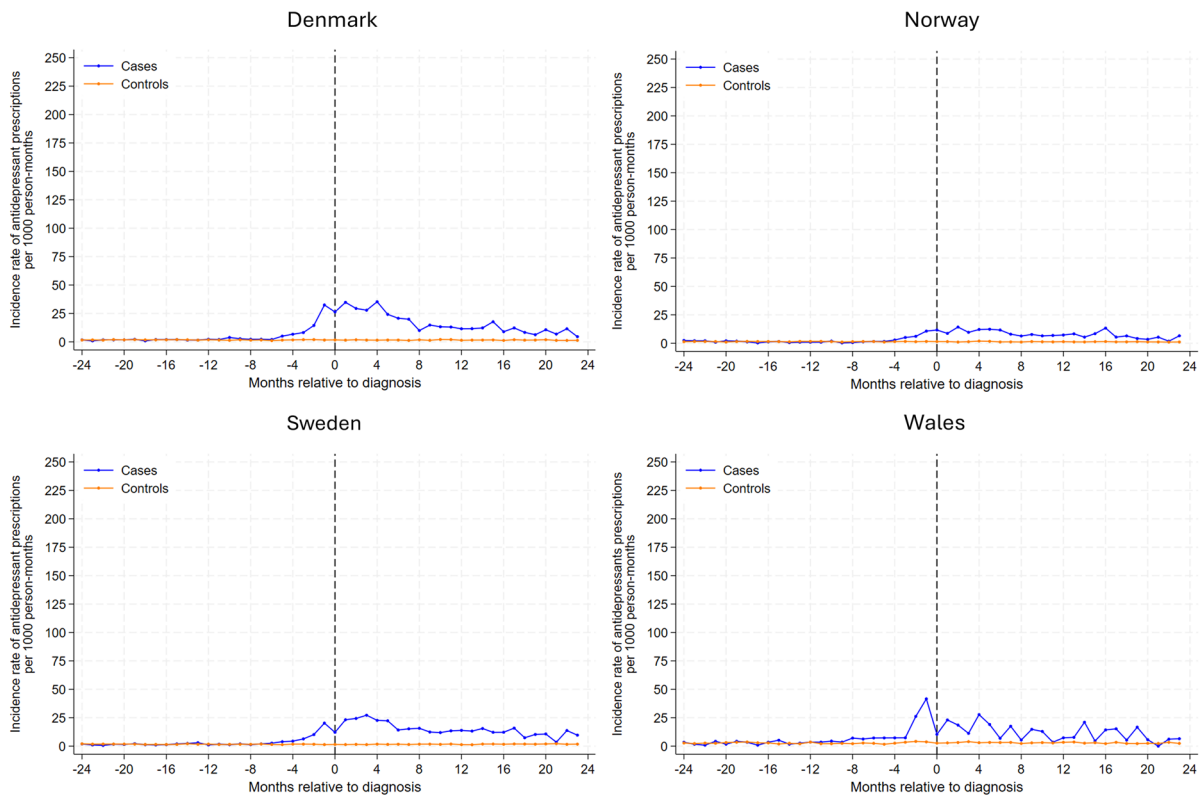 Denmark
Incidence rate of antidepressant prescriptions
per 1000 person-months
250
225
200
175
150
125
100
75
50
25
0
Cases
Controls
-24 -20 -16 -12 -8 -4 0 4 8 12 16 20 24
Months relative to diagnosis
Norway
Incidence rate of antidepressant prescriptions
per 1000 person-months
250
225
200
175
150
125
100
75
50
25
0
Cases
Controls
-24 -20 -16 -12 -8 -4 0 4 8 12 16 20 24
Months relative to diagnosis
Sweden
Incidence rate of antidepressant prescriptions
per 1000 person-months
250
225
200
175
150
125
100
75
50
25
0
Cases
Controls
-24 -20 -16 -12 -8 -4 0 4 8 12 16 20 24
Months relative to diagnosis
Wales
Incidence rate of antidepressants prescriptions
per 1000 person-months
250
225
200
175
150
125
100
75
50
25
0
Cases
Controls
-24 -20 -16 -12 -8 -4 0 4 8 12 16 20 24
Months relative to diagnosis